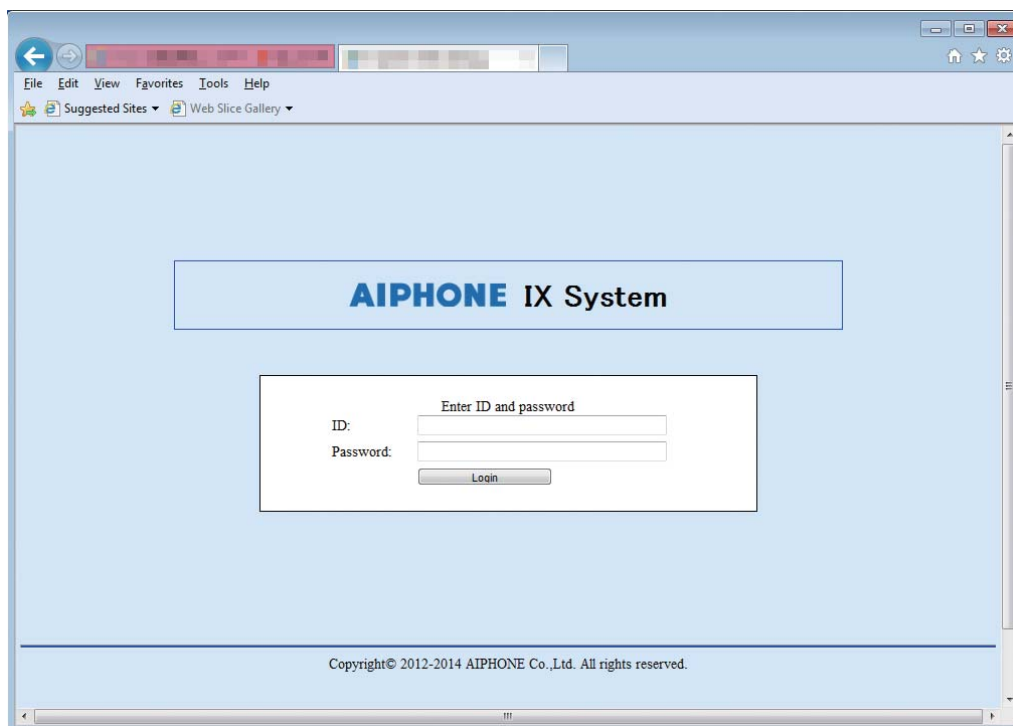 File Edit View Favorites Tools Help
Suggested Sites Web Slice Gallery
AIPHONE IX System
Enter ID and password
ID:
Password:
Login
Copyright© 2012-2014 AIPHONE Co.,Ltd. All rights reserved.